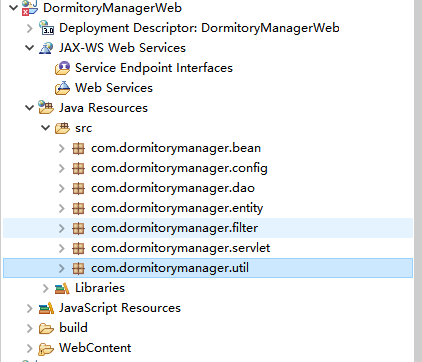 DormitoryManagerWeb
3.0 Deployment Descriptor: DormitoryManagerWeb
JAX-WS Web Services
Service Endpoint Interfaces
Web Services
Java Resources
src
com.dormitorymanager.bean
com.dormitorymanager.config
com.dormitorymanager.dao
com.dormitorymanager.entity
com.dormitorymanager.filter
com.dormitorymanager.servlet
com.dormitorymanager.util
Libraries
JavaScript Resources
build
WebContent